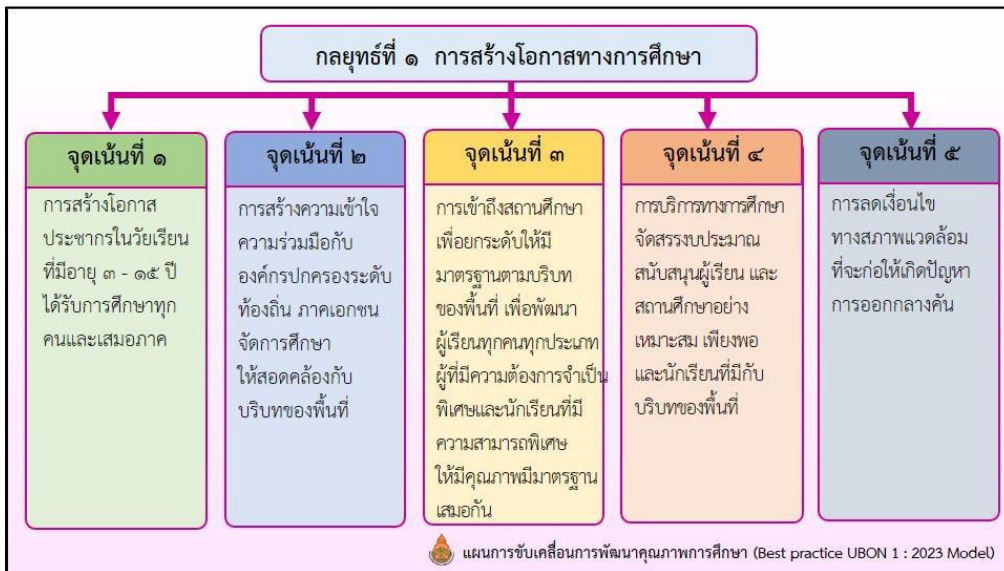 กลยุทธ์ที่ ๑ การสร้างโอกาสทางการศึกษา
จุดเน้นที่ ๑
การสร้างโอกาส
ประชากรในวัยเรียน
ที่มีอายุ ๓ - ๑๕ ปี
ได้รับการศึกษาทุก
คนและเสมอภาค
จุดเน้นที่ ๒
การสร้างความเข้าใจ
ความร่วมมือกับ
องค์กรปกครองระดับ
ท้องถิ่น ภาคเอกชน
จัดการศึกษา
ให้สอดคล้องกับ
บริบทของพื้นที่
จุดเน้นที่ ๓
การเข้าถึงสถานศึกษา
เพื่อยกระดับให้มี
มาตรฐานตามบริบท
ของพื้นที่ เพื่อพัฒนา
ผู้เรียนทุกคนทุกประเภท
ผู้ที่มีความต้องการจำเป็น
พิเศษและนักเรียนที่มี
ความสามารถพิเศษ
ให้มีคุณภาพมีมาตรฐาน
เสมอกัน
จุดเน้นที่ ๔
การบริการทางการศึกษา
จัดสรรงบประมาณ
สนับสนุนผู้เรียน และ
สถานศึกษาอย่าง
เหมาะสม เพียงพอ
และนักเรียนที่มีกับ
บริบทของพื้นที่
จุดเน้นที่ ๕
การลดเงื่อนไข
ทางสภาพแวดล้อม
ที่จะก่อให้เกิดปัญหา
การออกกลางคัน
แผนการขับเคลื่อนการพัฒนาคุณภาพการศึกษา (Best practice UBON 1 : 2023 Model)